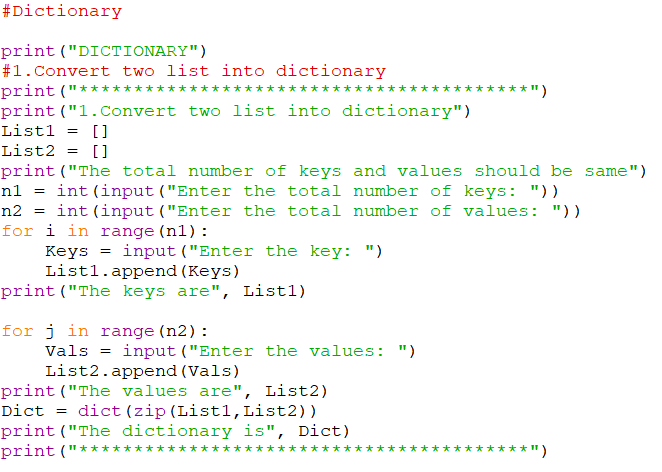 #Dictionary
print("DICTIONARY")
#1.Convert two list into dictionary
print("*****************************************")
print("1.Convert two list into dictionary")
List1 = []
List2 = []
print("The total number of keys and values should be same")
n1 = int(input("Enter the total number of keys: "))
n2 = int(input("Enter the total number of values: "))
for i in range(n1):
    Keys = input("Enter the key: ")
    List1.append(Keys)
print("The keys are", List1)
for j in range(n2):
    Vals = input("Enter the values: ")
    List2.append(Vals)
print("The values are", List2)
Dict = dict(zip(List1,List2))
print("The dictionary is", Dict)
print("*****************************************")